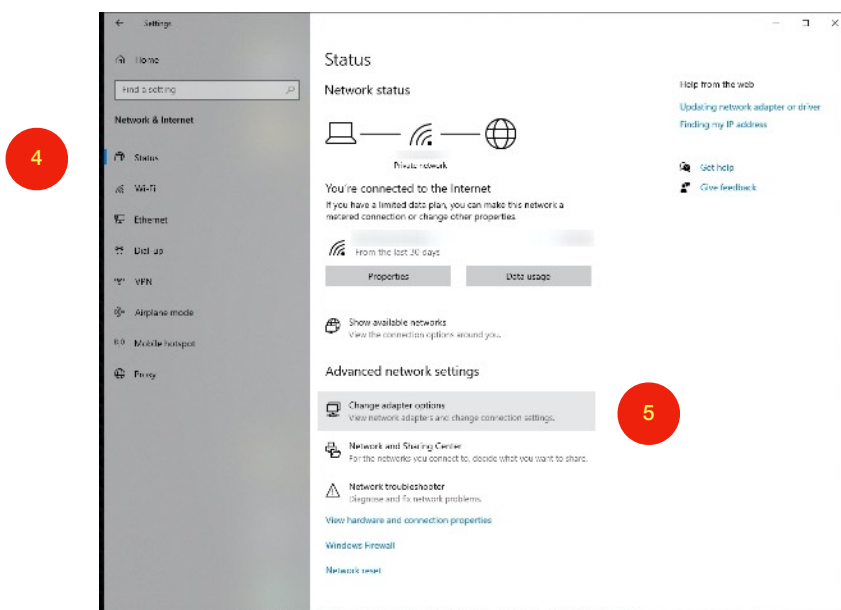 Settings
Home
Find a setting
Network & Internet
4
Status
Wi-Fi
Ethernet
Dial-up
VPN
Airplane mode
Mobile hotspot
Proxy
Status
Network status
Private network
You're connected to the Internet
If you have a limited data plan, you can make this network a
metered connection or change other properties.
From the last 30 days
Properties
Data usage
Show available networks
View the connection options around you.
Advanced network settings
Change adapter options
View network adapters and change connection settings.
5
Network and Sharing Center
For the networks you connect to, decide what you want to share.
Network troubleshooter
Diagnose and fix network problems.
View hardware and connection properties
Windows Firewall
Network reset
Help from the web
Updating network adapter or driver
Finding my IP address
Get help
Give feedback